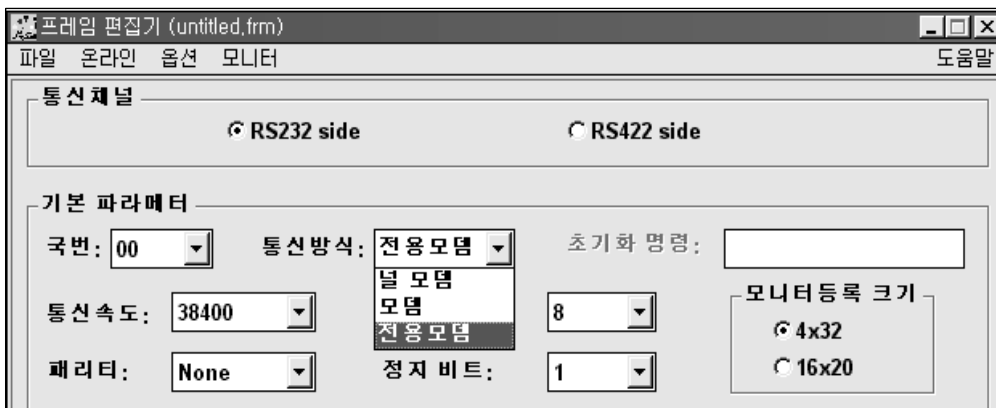 프레임 편집기 (untitled,frm)
파일 온라인 옵션 모니터 도움말
통신채널
RS232 side RS422 side
기본 파라메터
국번: 00 통신방식: 전용모뎀 초기화 명령:
널 모뎀
모뎀
전용모뎀
통신속도: 38400 8
모니터등록 크기
4x32
16x20
패리티: None 정지 비트: 1